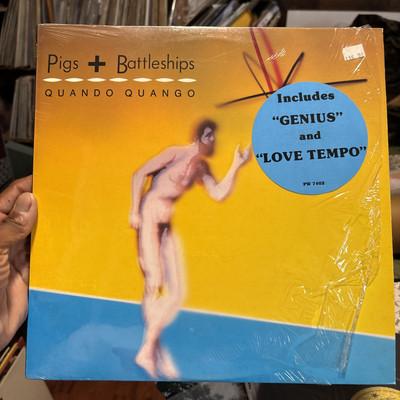 Pigs + Battleships
QUANDO QUANGO
Includes
“GENIUS”
and
“LOVE TEMPO”
PW 7403